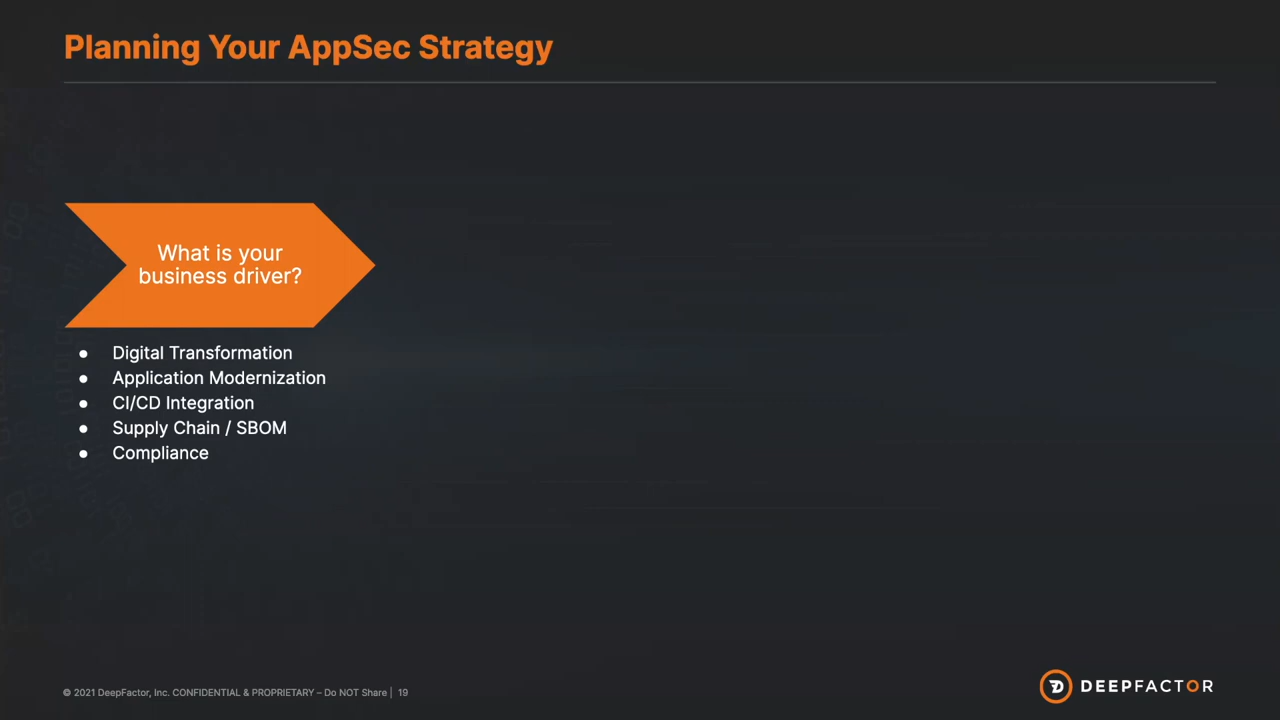 Planning Your AppSec Strategy
What is your
business driver?
● Digital Transformation
● Application Modernization
● CI/CD Integration
● Supply Chain / SBOM
● Compliance
© 2021 DeepFactor, Inc. CONFIDENTIAL & PROPRIETARY – Do NOT Share | 19
DEEPFACTOR